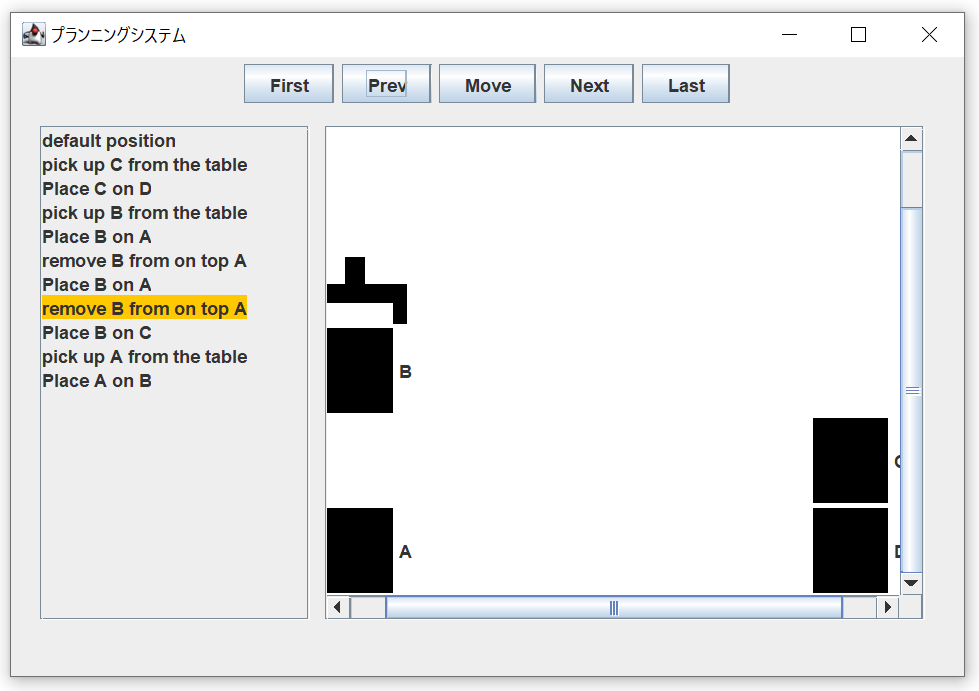 プランニングシステム
First Prev Move Next Last
default position
pick up C from the table
Place C on D
pick up B from the table
Place B on A
remove B from on top A
Place B on A
remove B from on top A
Place B on C
pick up A from the table
Place A on B
B
A